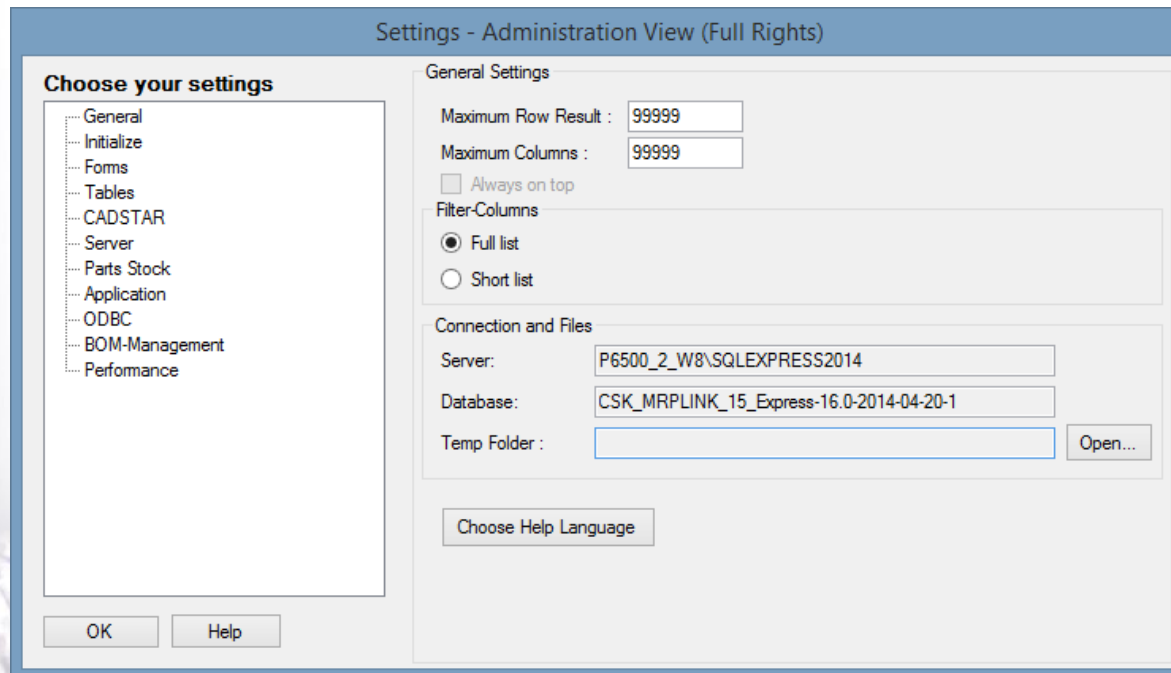 Settings - Administration View (Full Rights)
Choose your settings
General
Initialize
Forms
Tables
CADSTAR
Server
Parts Stock
Application
ODBC
BOM-Management
Performance
OK
Help
General Settings
Maximum Row Result : 99999
Maximum Columns : 99999
Always on top
Filter-Columns
Full list
Short list
Connection and Files
Server: P6500_2_W8\SQLEXPRESS2014
Database: CSK_MRPLINK_15_Express-16.0-2014-04-20-1
Temp Folder : Open...
Choose Help Language